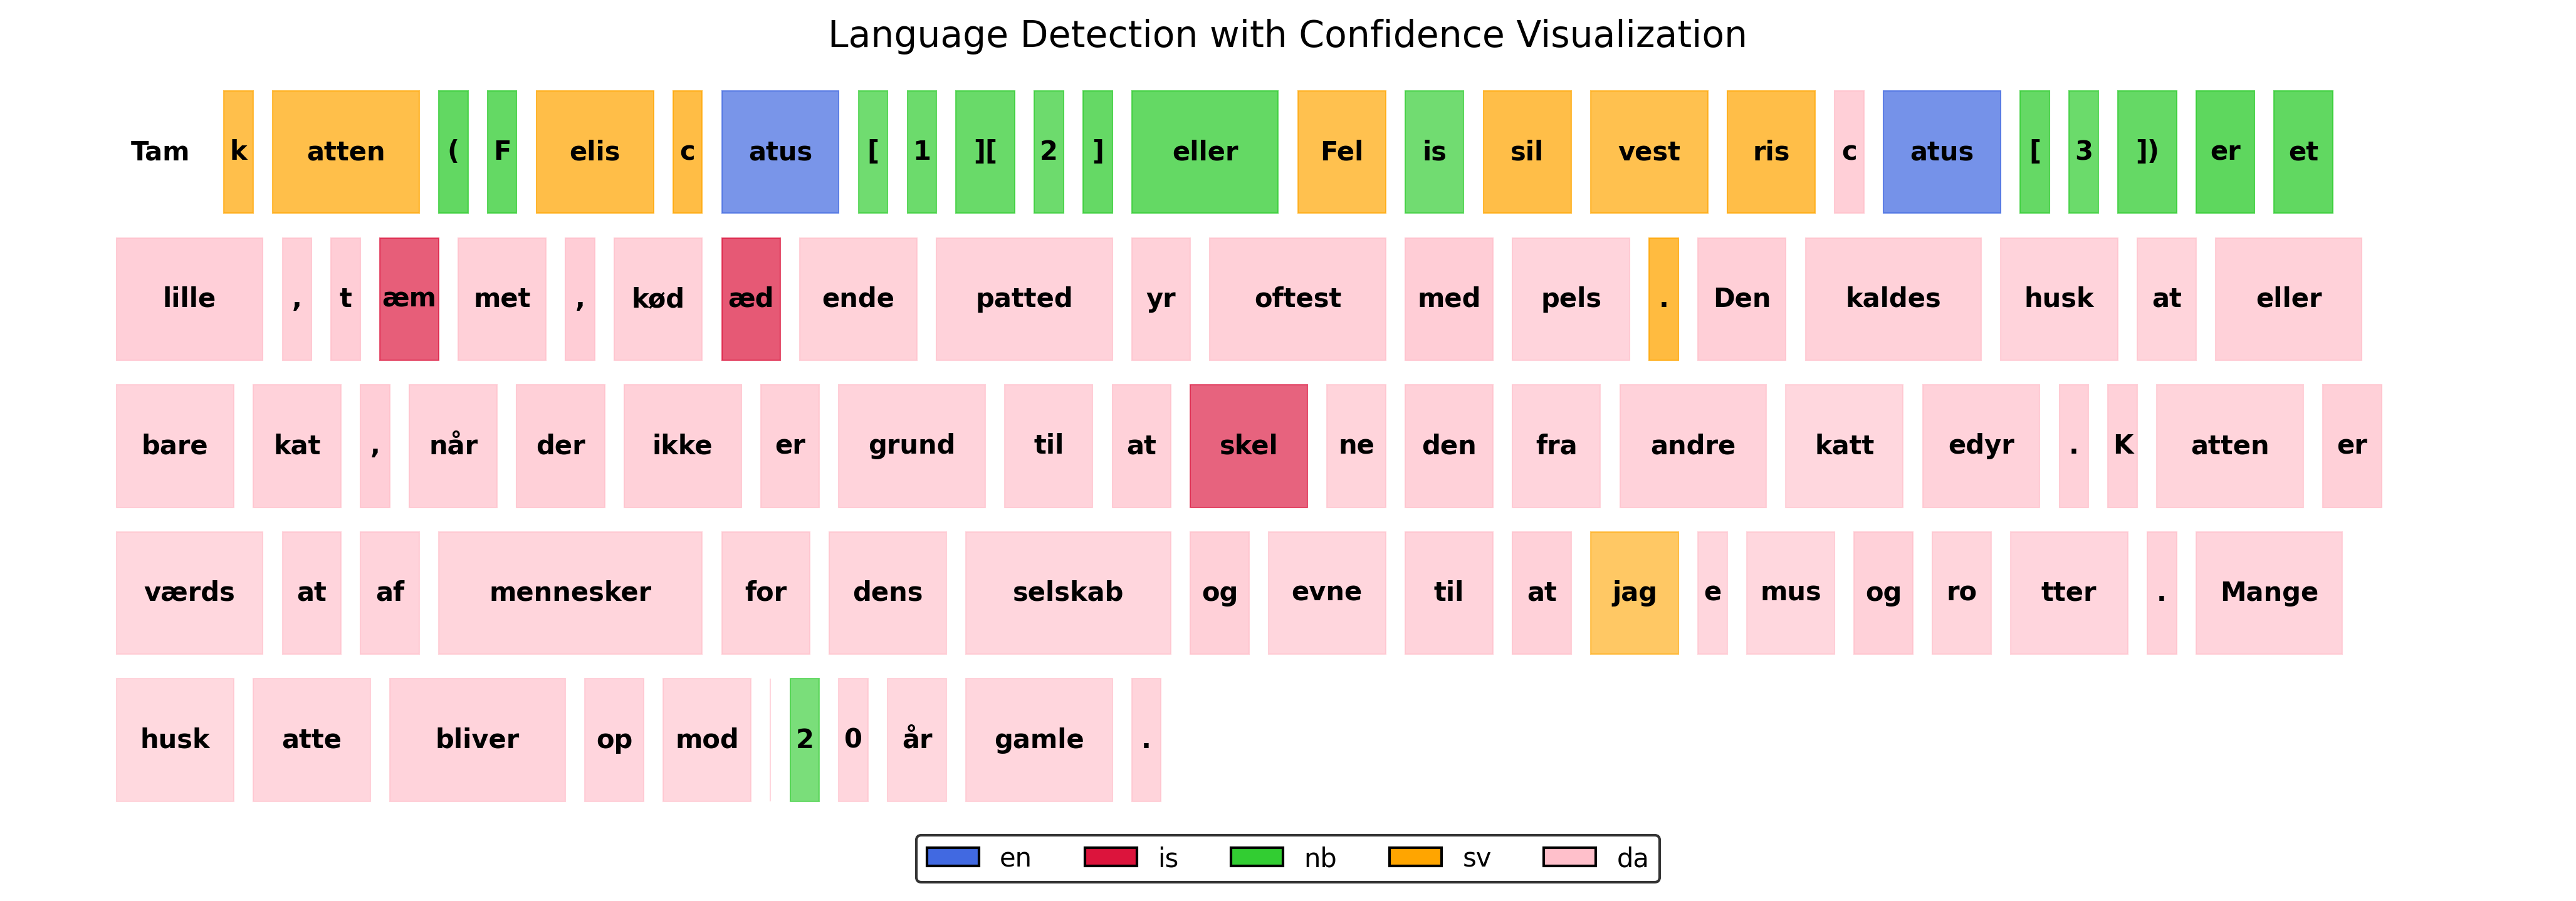 Language Detection with Confidence Visualization
Tam k atten ( F elis c atus [ 1 ][ 2 ] eller Fel is sil vest ris c atus [ 3 ]) er et
lille , t æm met , kød æd ende patted yr oftest med pels . Den kaldes husk at eller
bare kat , når der ikke er grund til at skel ne den fra andre katt edyr . K atten er
værds at af mennesker for dens selskab og evne til at jag e mus og ro tter . Mange
husk atte bliver op mod 2 0 år gamle .
en is nb sv da